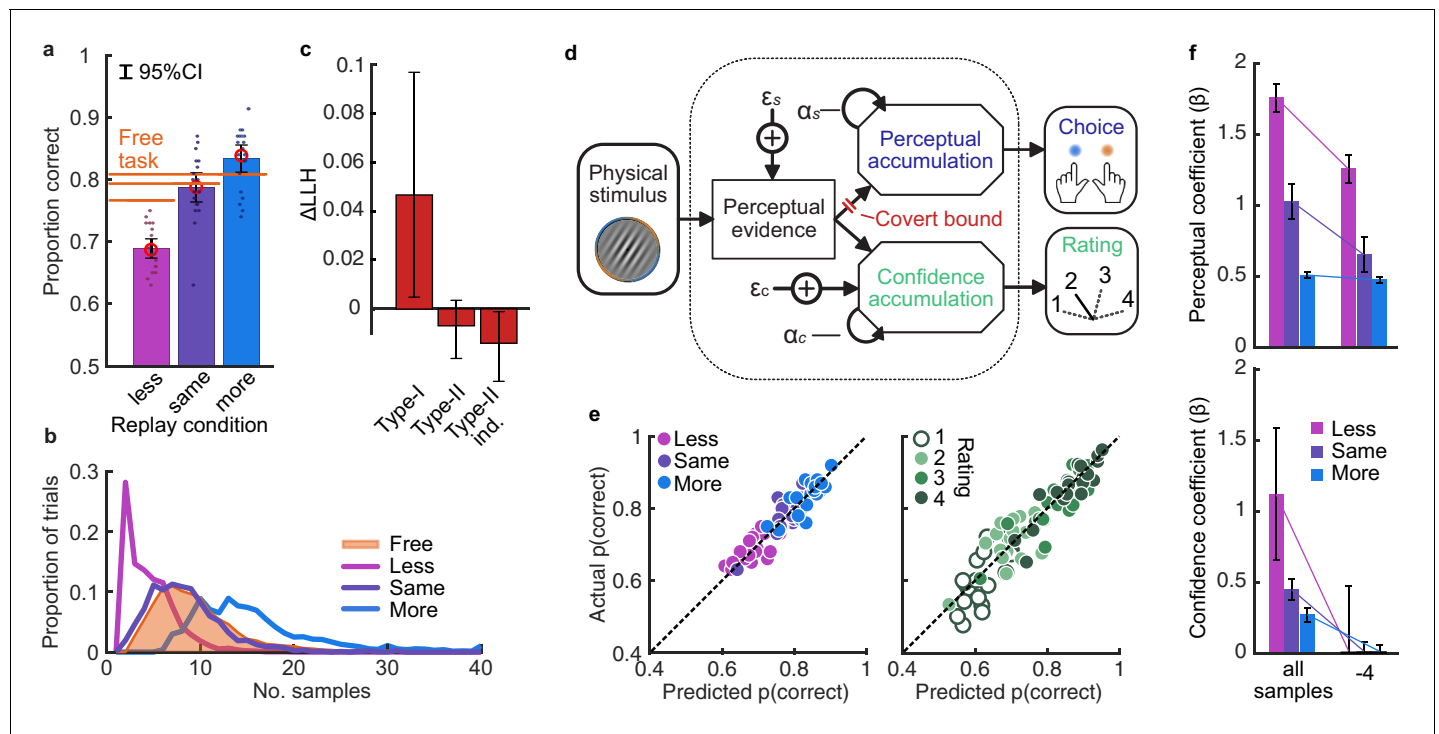 a
1
0.9
0.8
0.7
0.6
0.5
Proportion correct
95%CI
Free
task
less
same
more
Replay condition
b
0.3
0.2
0.1
0
Proportion of trials
0
10
20
30
40
No. samples
Free
Less
Same
More
c
0.1
0.08
0.06
0.04
0.02
0
ΔLLH
Type-I
Type-II
Type-II
ind.
d
Physical
stimulus
εs
Perceptual
evidence
αs
Perceptual
accumulation
Covert bound
εc
Confidence
accumulation
αc
Choice
Rating
1
2
3
4
e
1
0.8
0.6
0.4
Actual p(correct)
Less
Same
More
0.4
0.6
0.8
1
Predicted p(correct)
1
2
3
4
Rating
0.4
0.6
0.8
1
Predicted p(correct)
f
2
1.5
1
0.5
0
Perceptual coefficient (β)
2
1.5
1
0.5
0
Confidence coefficient (β)
Less
Same
More
all
samples
-4